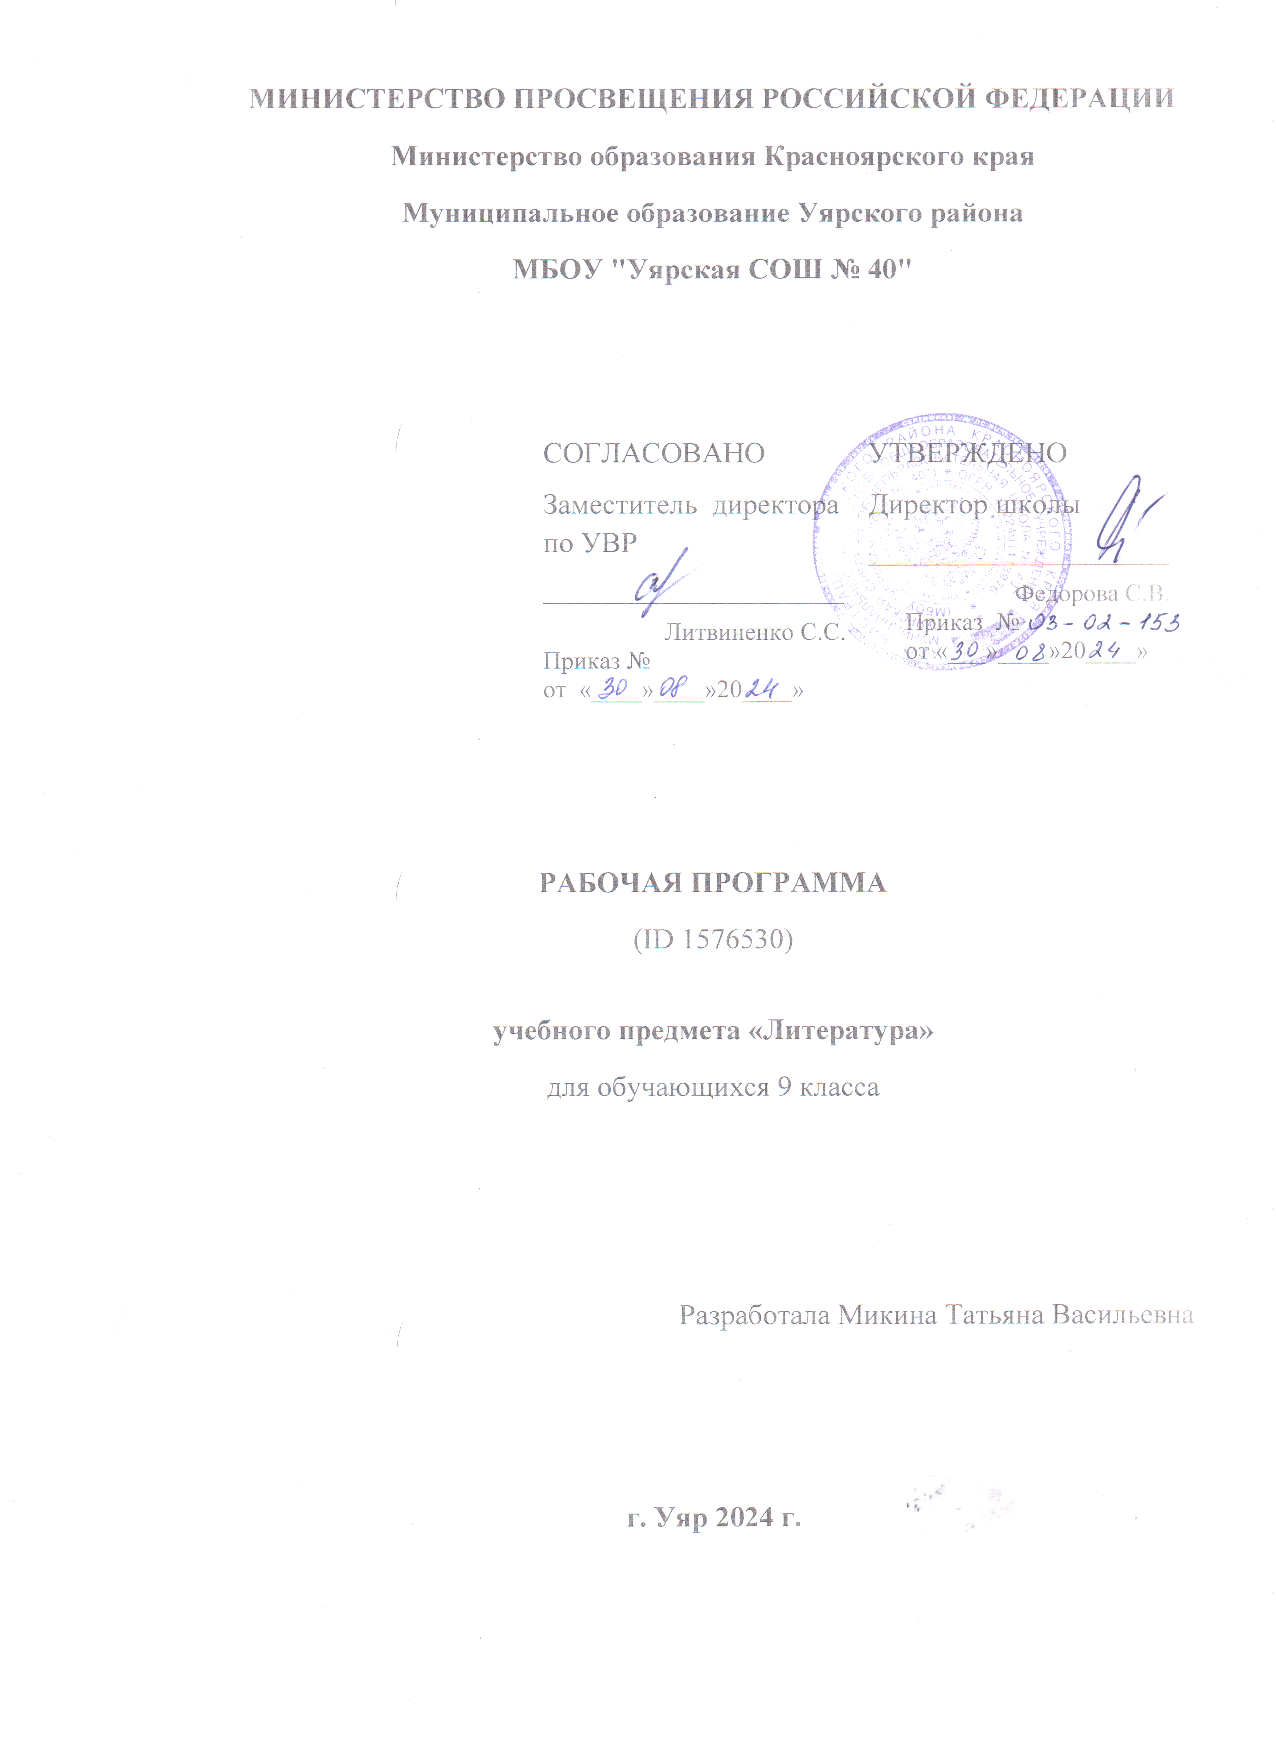 МИНИСТЕРСТВО ПРОСВЕЩЕНИЯ РОССИЙСКОЙ ФЕДЕРАЦИИ
Министерство образования Красноярского края
Муниципальное образование Уярского района
МБОУ "Уярская СОШ № 40"
СОГЛАСОВАНО
Заместитель директора
по УВР
Литвиненко С.С.
Приказ №
от «30»08»2024»
УТВЕРЖДЕНО
Директор школы
Федорова С.В.
Приказ № 03-02-153
от «30» 08»2024»
РАБОЧАЯ ПРОГРАММА
(ID 1576530)
учебного предмета «Литература»
для обучающихся 9 класса
Разработала Микина Татьяна Васильевна
г. Уяр 2024 г.